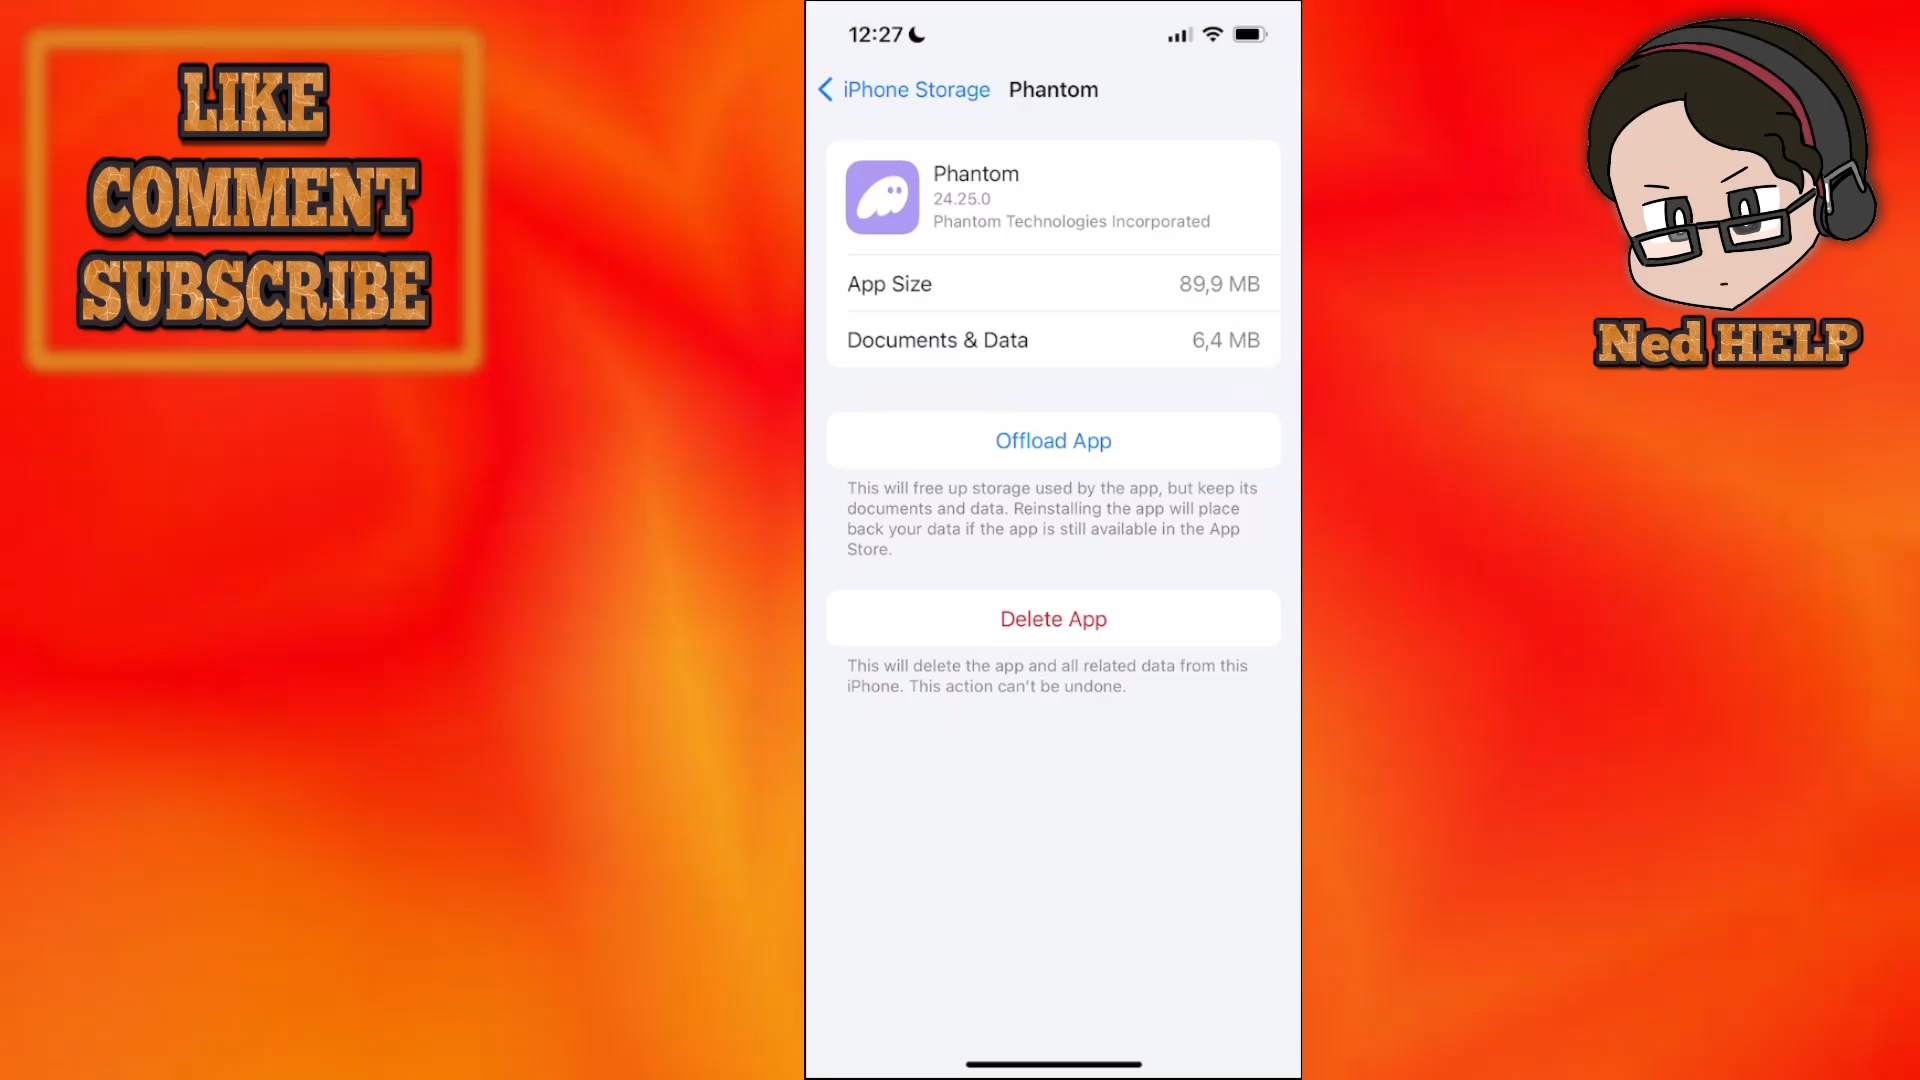 LIKE
COMMENT
SUBSCRIBE
12:27
iPhone Storage Phantom
Phantom
24.25.0
Phantom Technologies Incorporated
App Size 89,9 MB
Documents & Data 6,4 MB
Offload App
This will free up storage used by the app, but keep its
documents and data. Reinstalling the app will place
back your data if the app is still available in the App
Store.
Delete App
This will delete the app and all related data from this
iPhone. This action can't be undone.
Ned HELP